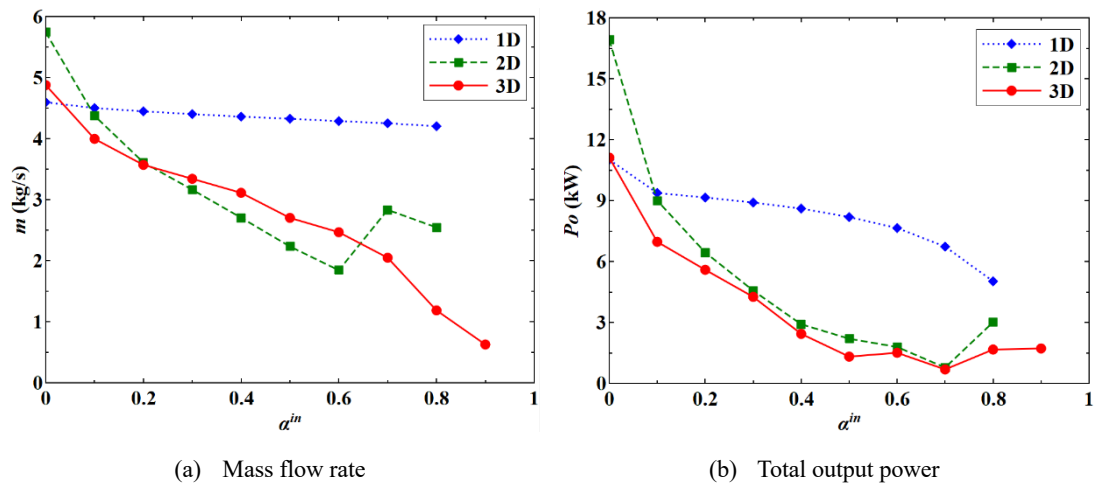 6
5
4
3
2
1
0
m (kg/s)
1D
2D
3D
0 0.2 0.4 0.6 0.8 1
α^in
(a) Mass flow rate
18
15
12
9
6
3
0
Po (kW)
1D
2D
3D
0 0.2 0.4 0.6 0.8 1
α^in
(b) Total output power